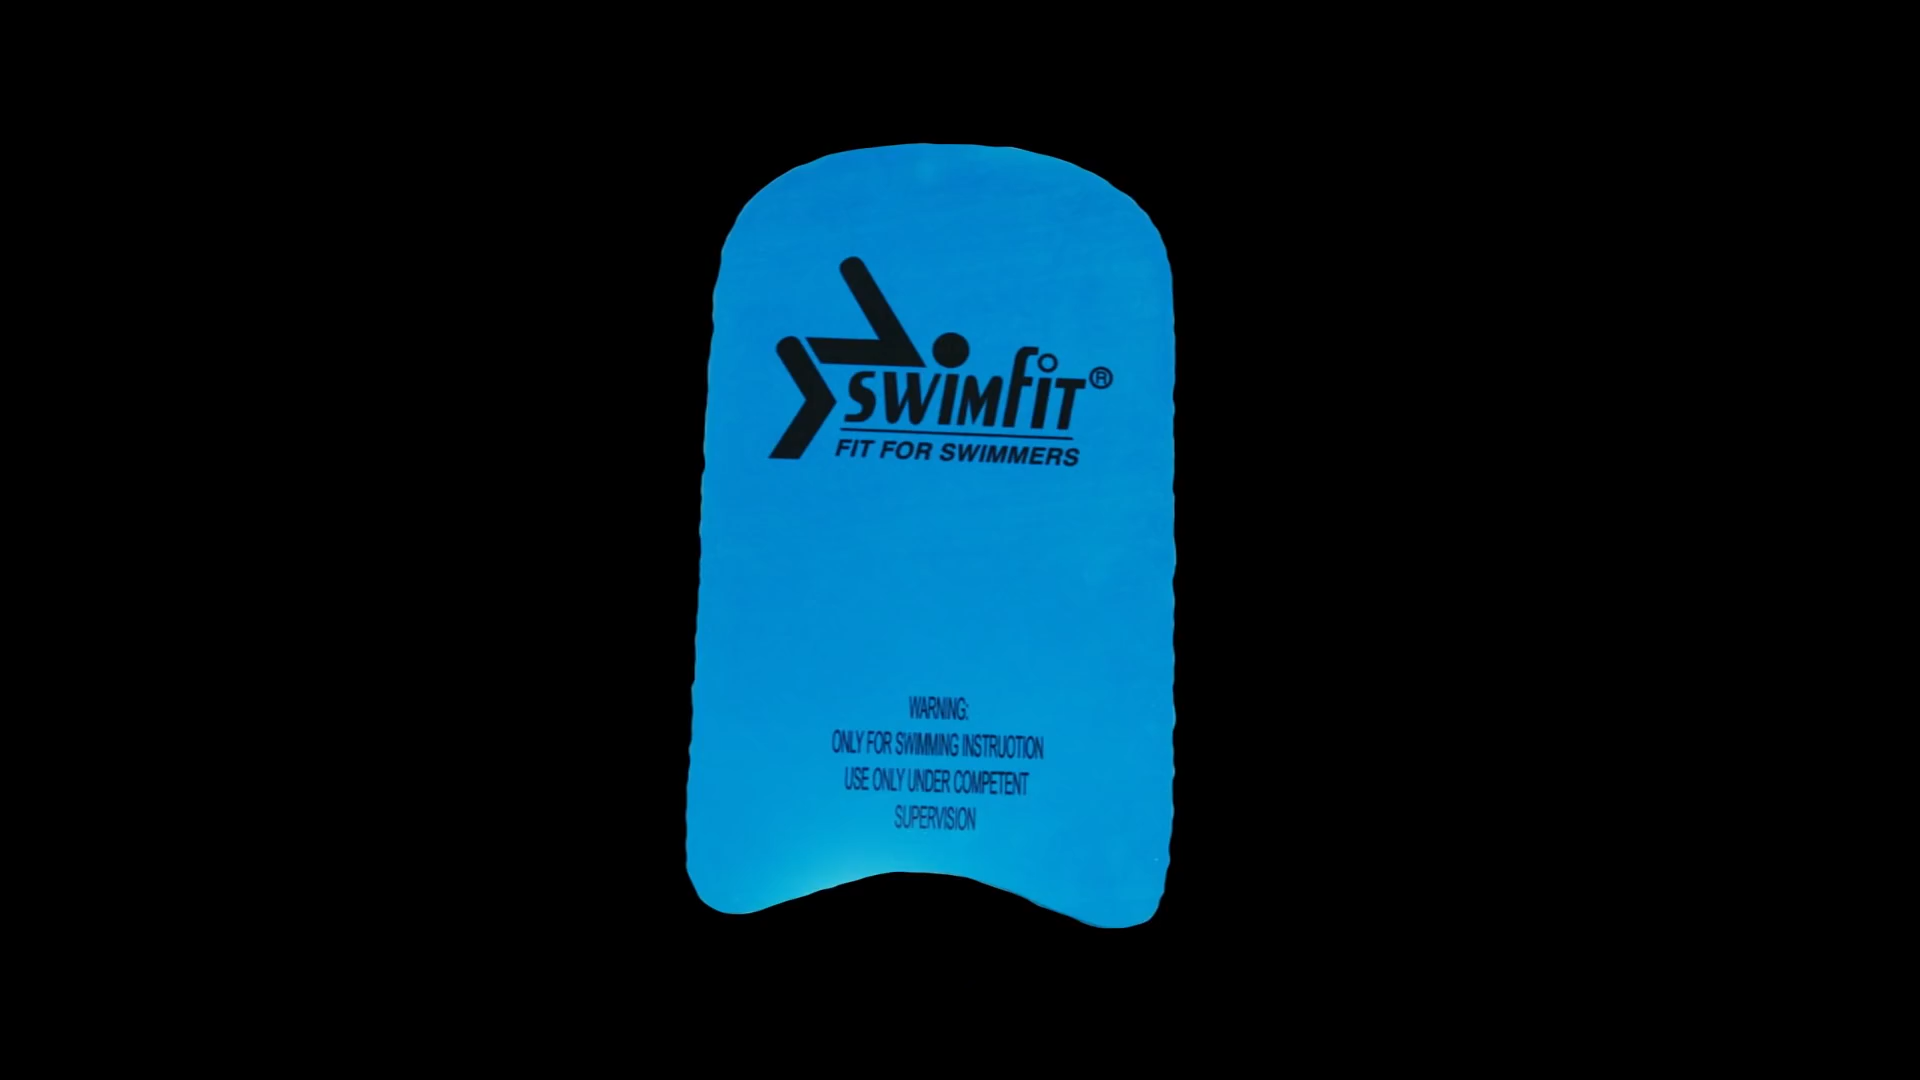 SWIMFIT®
FIT FOR SWIMMERS
WARNING:
ONLY FOR SWIMMING INSTRUOTION
USE ONLY UNDER COMPETENT
SUPERVISION